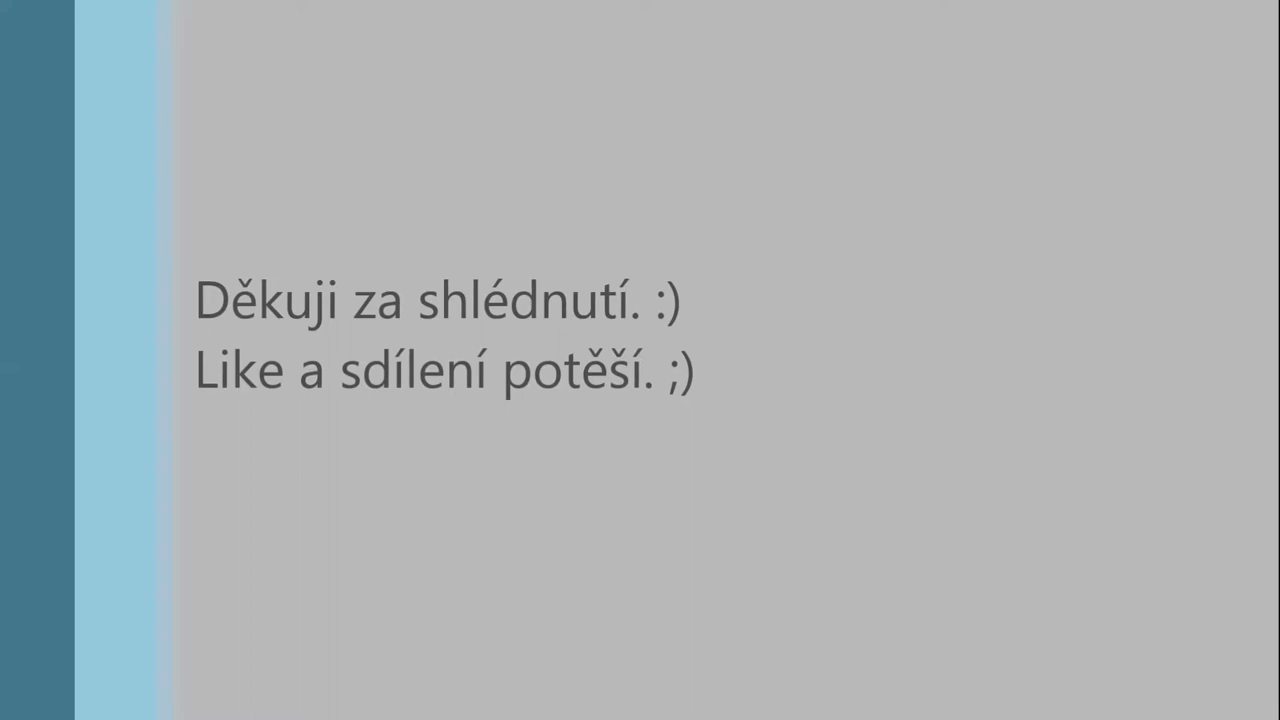 Děkuji za shlédnutí. :)
Like a sdílení potěší. ;)